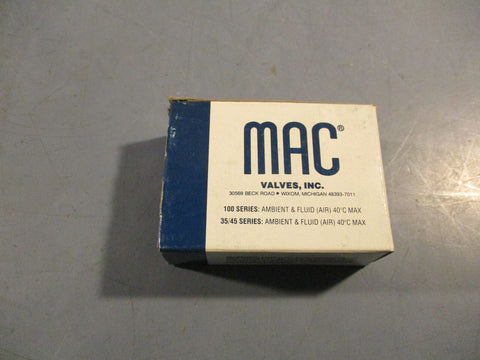 MAC®
VALVES, INC.
30569 BECK ROAD • WIXOM, MICHIGAN 48393-7011
100 SERIES: AMBIENT & FLUID (AIR) 40°C MAX
35/45 SERIES: AMBIENT & FLUID (AIR) 40°C MAX